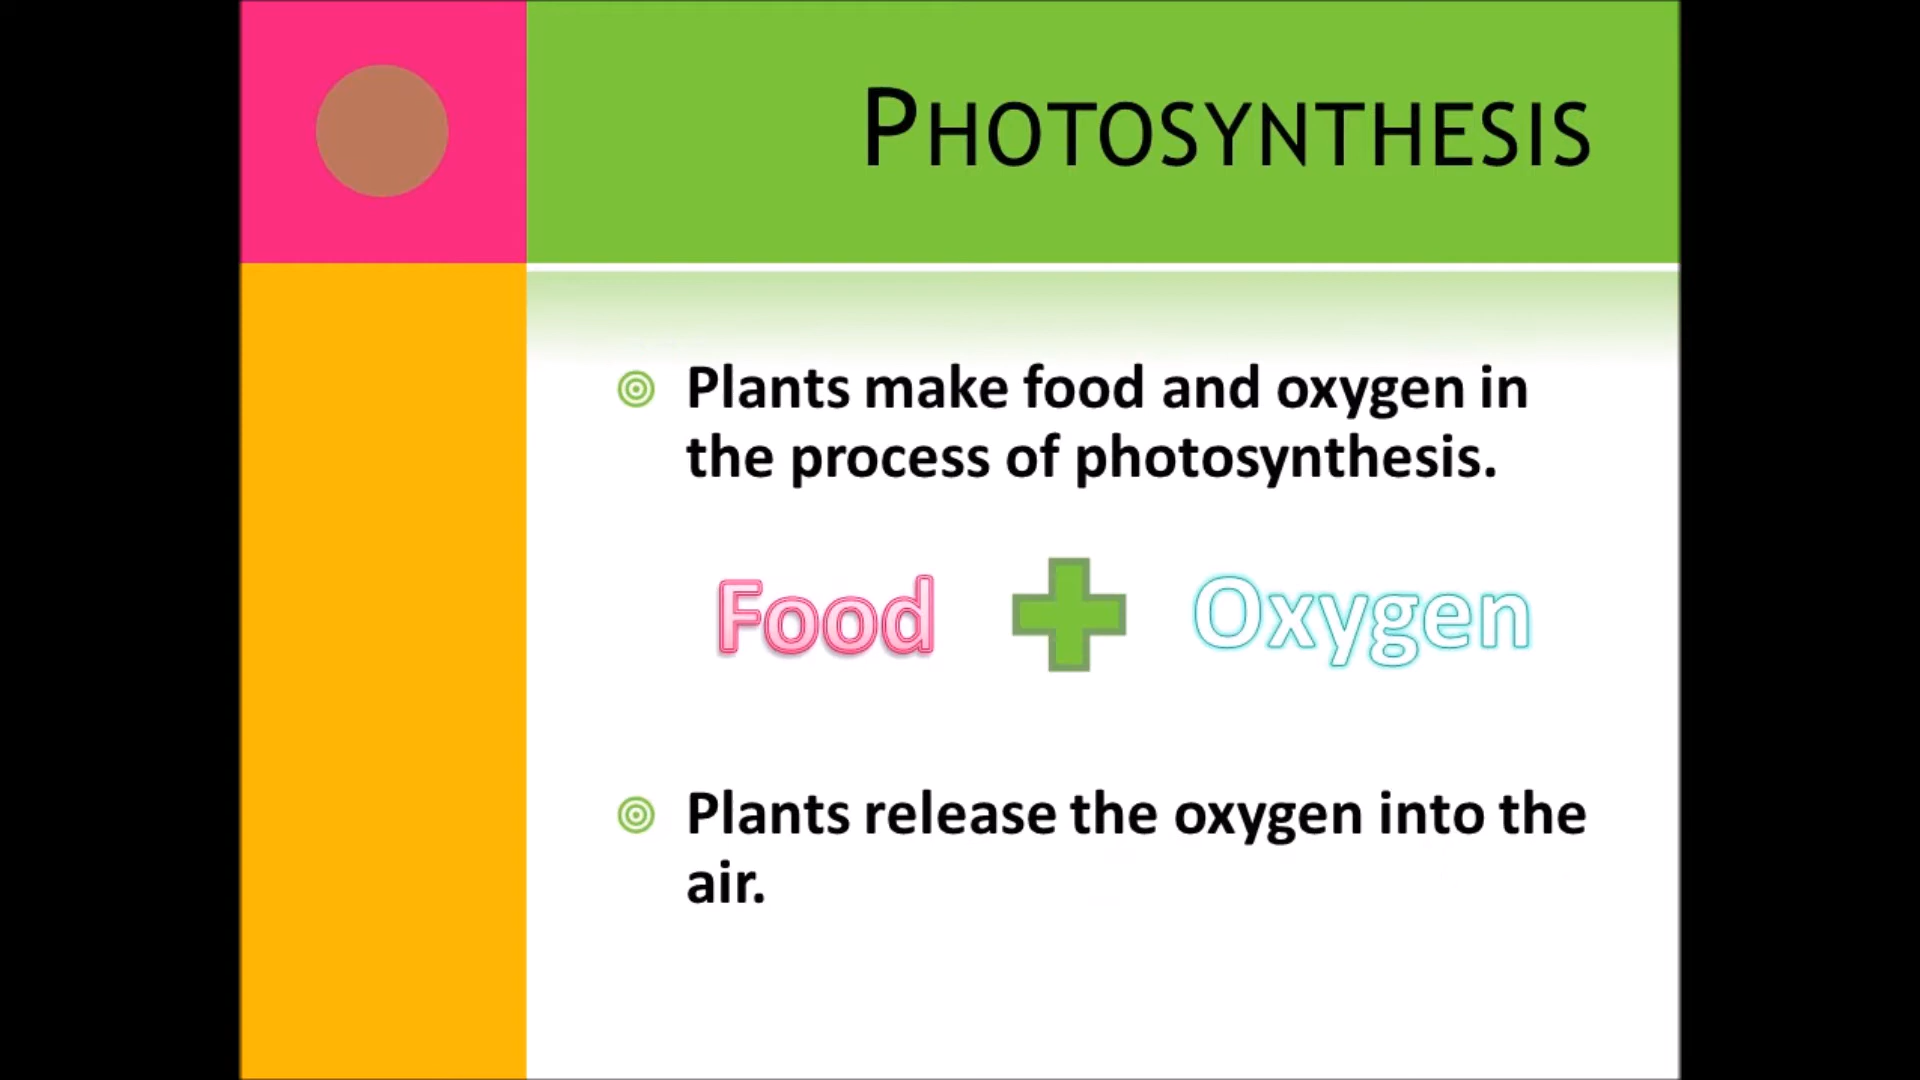 PHOTOSYNTHESIS
Plants make food and oxygen in
the process of photosynthesis.
Food Oxygen
Plants release the oxygen into the
air.